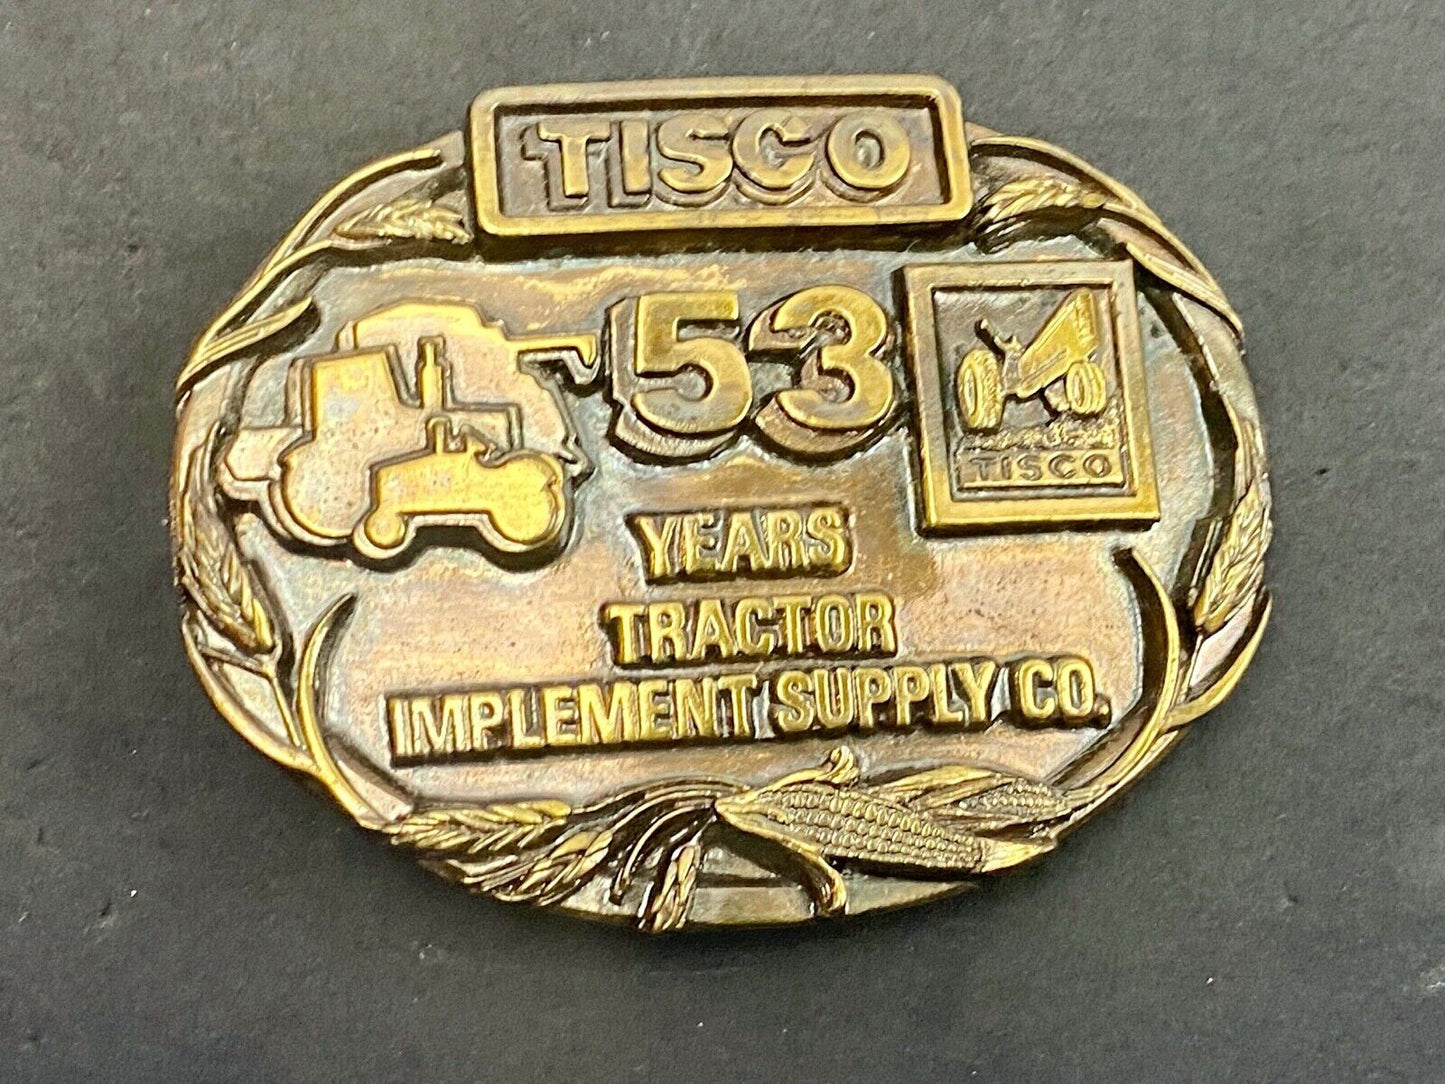 TISCO
53
TISCO
YEARS
TRACTOR
IMPLEMENT SUPPLY CO.